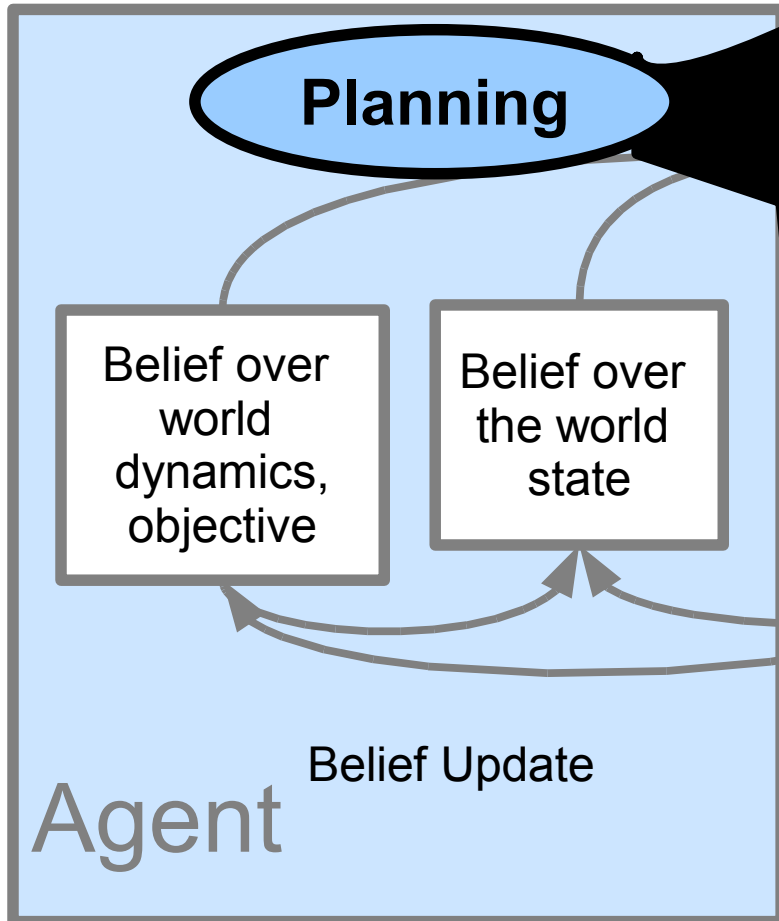 Planning
Belief over
world
dynamics,
objective
Belief over
the world
state
Belief Update
Agent